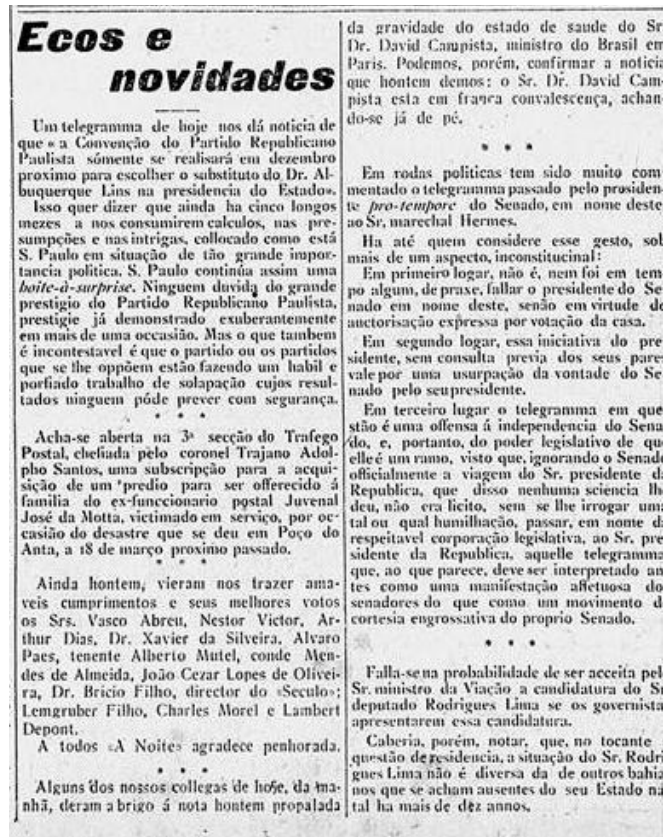 Ecos e
novidades
Um telegramma de hoje nos dá noticia de
que «a Convenção do Partido Republicano
Paulista sómente se realisará em dezembro
proximo para escolher o substituto do Dr. Al-
buquerque Lins na presidencia do Estado».
Isso quer dizer que ainda ha cinco longos
mezes a nos consumirem calculos, nas pre-
sumpções e nas intrigas, collocado como está
S. Paulo em situação de tão grande impor-
tancia politica. S. Paulo continúa assim uma
boite-à-surprise. Ninguem duvida do grande
prestigio do Partido Republicano Paulista,
prestigie já demonstrado exuberantemente
em mais de uma occasião. Mas o que tambem
é incontestavel é que o partido ou os partidos
que se lhe oppõem estão fazendo um habil e
porfiado trabalho de solapação cujos resul-
tados ninguem póde prever com segurança.
* * *
Acha-se aberta na 3ª secção do Trafego
Postal, chefiada pelo coronel Trajano Adol-
pho Santos, uma subscripção para a acqui-
sição de um predio para ser offerecido á
familia do ex-funccionario postal Juvenal
José da Motta, victimado em serviço, por oc-
casião do desastre que se deu em Poço do
Anta, a 18 de março proximo passado.
* * *
Ainda hontem, vieram nos trazer ama-
veis cumprimentos e seus melhores votos
os Srs. Vasco Abreu, Nestor Victor, Ar-
thur Dias, Dr. Xavier da Silveira, Alvaro
Paes, tenente Alberto Mutel, conde Men-
des de Almeida, João Cezar Lopes de Olivei-
ra, Dr. Bricio Filho, director do «Seculo»;
Lemgruber Filho, Charles Morel e Lambert
Depont.
A todos «A Noite» agradece penhorada.
* * *
Alguns dos nossos collegas de hoje, da ma-
nhã, deram abrigo á nota hontem propalada
da gravidade do estado de saude do Sr
Dr. David Campista, ministro do Brasil em
Paris. Podemos, porém, confirmar a noticia
que hontem demos: o Sr. Dr. David Cam-
pista esta em franca convalescença, achan-
do-se já de pé.
* * *
Em rodas politicas tem sido muito com
mentado o telegramma passado pelo presiden-
te pro-tempore do Senado, em nome deste
ao Sr. marechal Hermes.
Ha até quem considere esse gesto, sob
mais de um aspecto, inconstitucinal:
Em primeiro logar, não é, nem foi em tem
po algum, de praxe, fallar o presidente do Se
nado em nome deste, senão em virtude de
auctorisação expressa por votação da casa.
Em segundo logar, essa iniciativa do pre
sidente, sem consulta previa dos seus pares
vale por uma usurpação da vontade do Se
nado pelo seu presidente.
Em terceiro logar o telegramma em que
stão é uma offensa á independencia do Sena
do, e, portanto, do poder legislativo de que
elle é um ramo, visto que, ignorando o Senado
officialmente a viagem do Sr. presidente da
Republica, que disso nenhuma sciencia lhe
deu, não era licito, sem se lhe irrogar uma
tal ou qual humilhação, passar, em nome da
respeitavel corporação legislativa, ao Sr. pre
sidente da Republica, aquelle telegramma
que, ao que parece, deve ser interpretado an
tes como uma manifestação affetuosa dos
senadores do que como um movimento de
cortesia engrossativa do proprio Senado.
* * *
Falla-se na probabilidade de ser acceita pelo
Sr. ministro da Viação a candidatura do Sr
deputado Rodrigues Lima se os governista
apresentarem essa candidatura.
Caberia, porém, notar, que, no tocante
questão de residencia, a situação do Sr. Rodri
gues Lima não é diversa da de outros bahia
nos que se acham ausentes do seu Estado na
tal ha mais de dez annos.